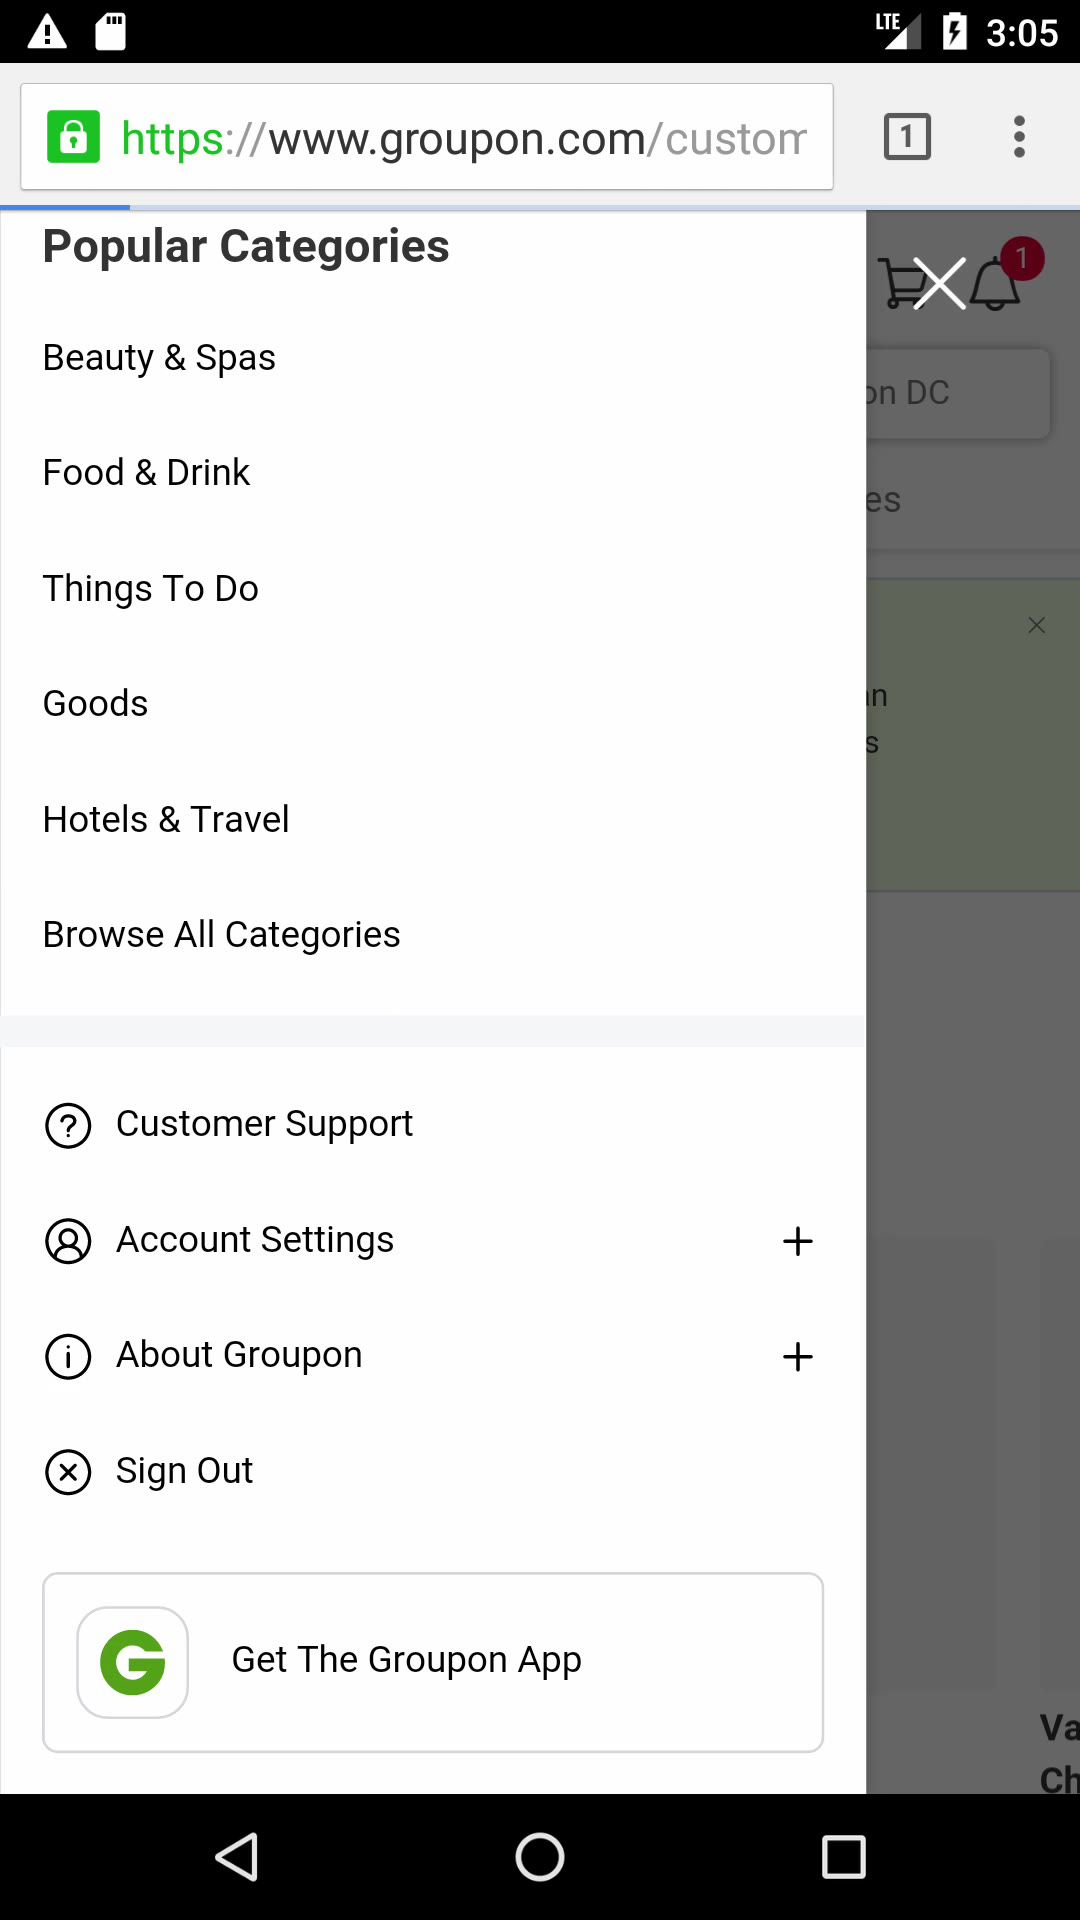 LTE 3:05
https://www.groupon.com/custom
1
Popular Categories
1
Beauty & Spas
on DC
Food & Drink
es
Things To Do
an
Goods
s
Hotels & Travel
Browse All Categories
Customer Support
Account Settings
About Groupon
Sign Out
G
Get The Groupon App
Va
Ch